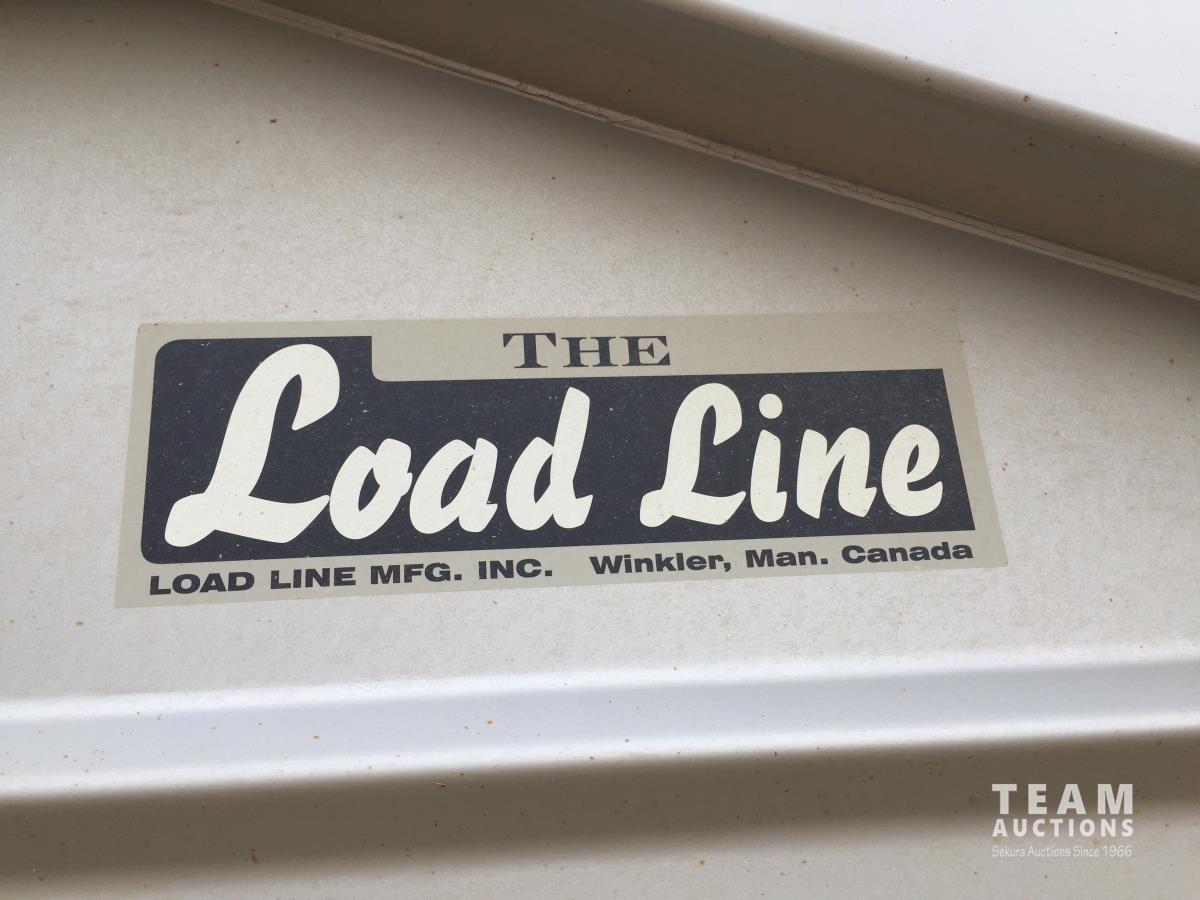 THE
Load Line
LOAD LINE MFG. INC. Winkler, Man. Canada
TEAM
AUCTIONS
Sekura Auctions Since 1966